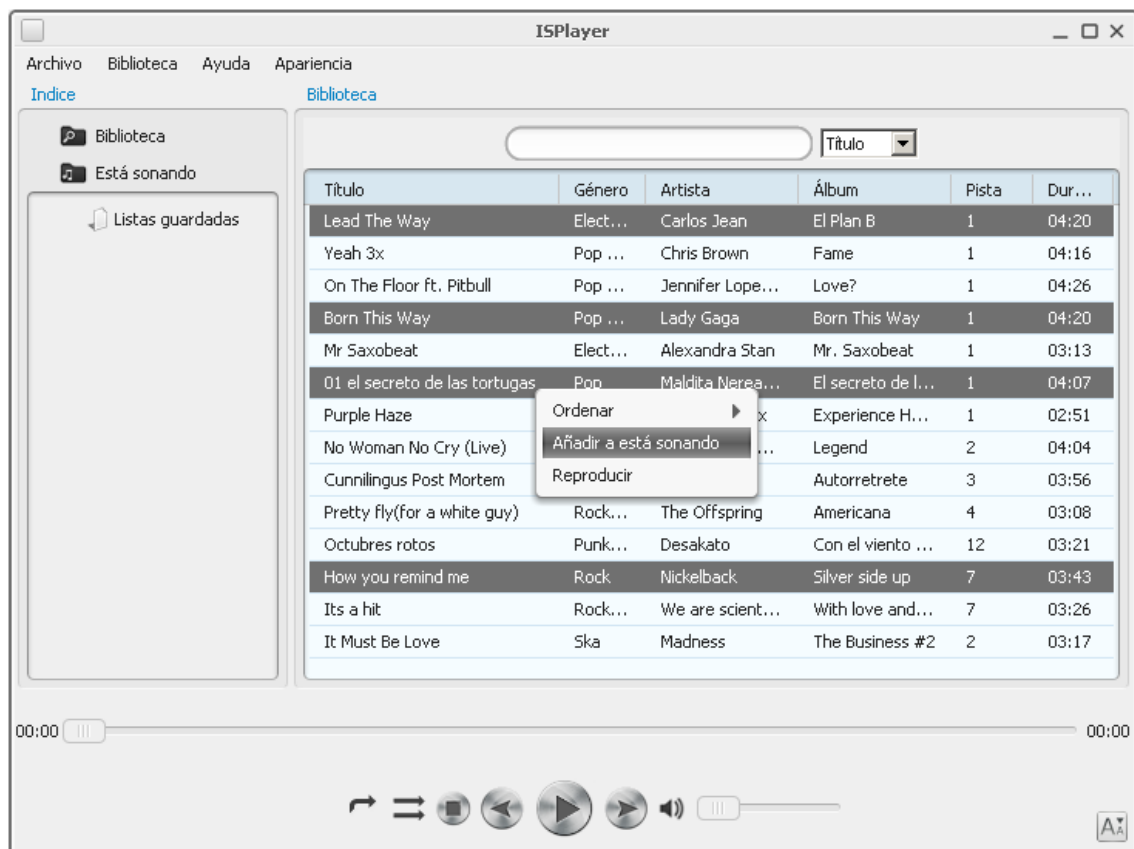 ISPlayer
Archivo Biblioteca Ayuda Apariencia
Indice Biblioteca
Biblioteca
Está sonando
Listas guardadas
Título
Título Género Artista Álbum Pista Dur...
Lead The Way Elect... Carlos Jean El Plan B 1 04:20
Yeah 3x Pop ... Chris Brown Fame 1 04:16
On The Floor ft. Pitbull Pop ... Jennifer Lope... Love? 1 04:26
Born This Way Pop ... Lady Gaga Born This Way 1 04:20
Mr Saxobeat Elect... Alexandra Stan Mr. Saxobeat 1 03:13
01 el secreto de las tortugas Pop Maldita Nerea... El secreto de l... 1 04:07
Purple Haze x Experience H... 1 02:51
No Woman No Cry (Live) ... Legend 2 04:04
Cunnilingus Post Mortem Autorretrete 3 03:56
Pretty fly(for a white guy) Rock... The Offspring Americana 4 03:08
Octubres rotos Punk... Desakato Con el viento ... 12 03:21
How you remind me Rock Nickelback Silver side up 7 03:43
Its a hit Rock... We are scient... With love and... 7 03:26
It Must Be Love Ska Madness The Business #2 2 03:17
Ordenar
Añadir a está sonando
Reproducir
00:00 00:00